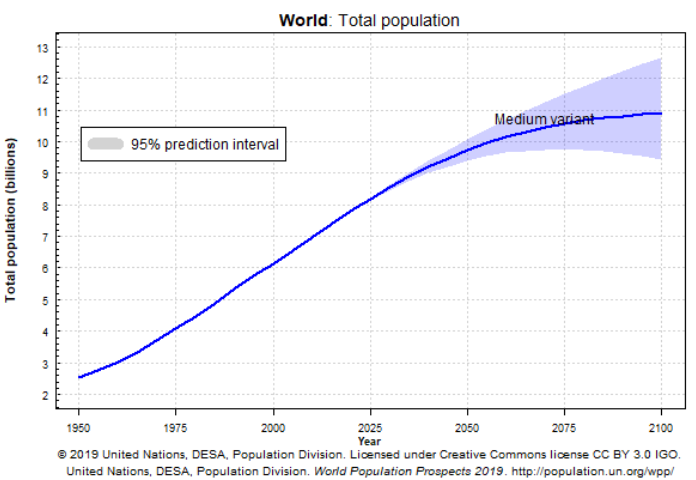 World: Total population
13
12
11
10
9
8
7
6
5
4
3
2
Total population (billions)
95% prediction interval
Medium variant
1950 1975 2000 2025 2050 2075 2100
Year
© 2019 United Nations, DESA, Population Division. Licensed under Creative Commons license CC BY 3.0 IGO.
United Nations, DESA, Population Division. World Population Prospects 2019. http://population.un.org/wpp/